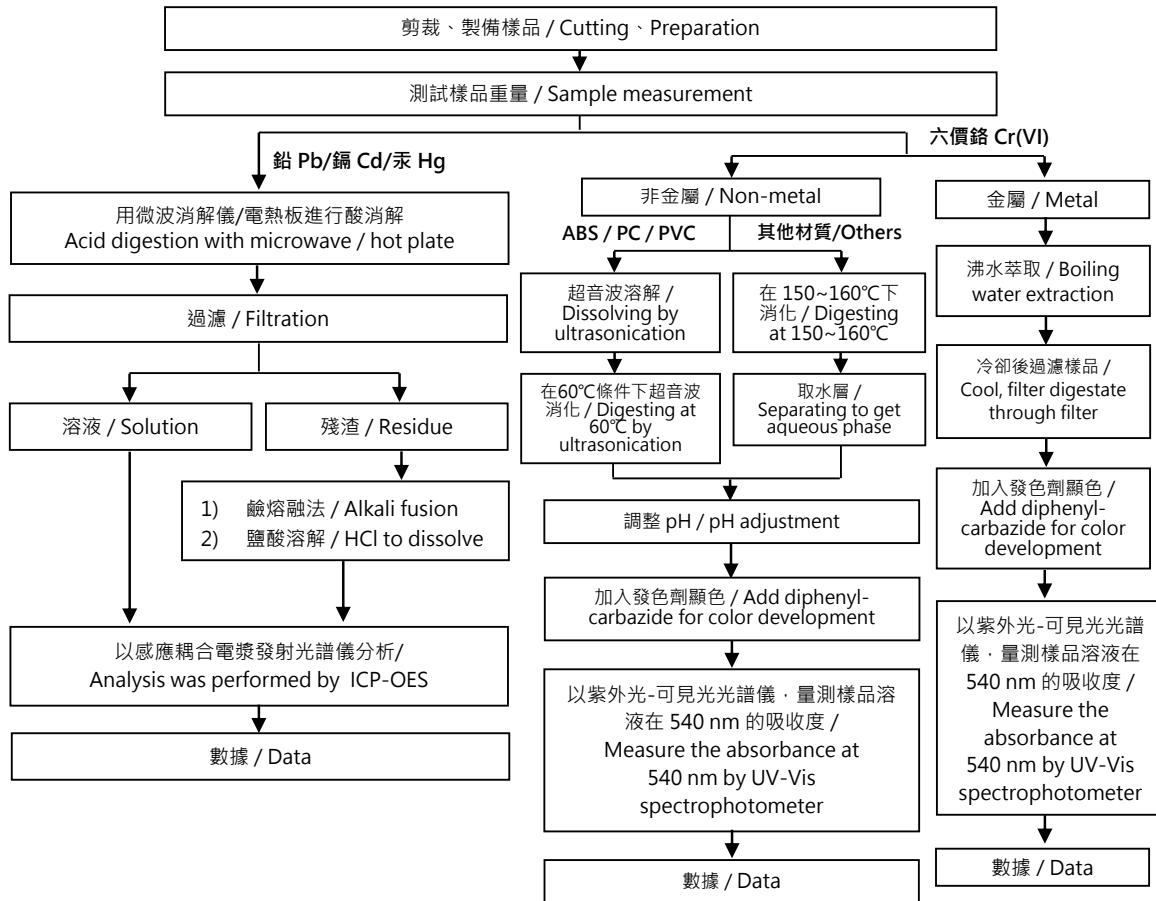 剪裁、製備樣品 / Cutting、Preparation
測試樣品重量 / Sample measurement
鉛 Pb/鎘 Cd/汞 Hg
用微波消解儀/電熱板進行酸消解
Acid digestion with microwave / hot plate
過濾 / Filtration
溶液 / Solution
殘渣 / Residue
1) 鹼熔融法 / Alkali fusion
2) 鹽酸溶解 / HCl to dissolve
以感應耦合電漿發射光譜儀分析/
Analysis was performed by ICP-OES
數據 / Data
六價鉻 Cr(VI)
非金屬 / Non-metal
ABS / PC / PVC
其他材質/Others
超音波溶解 /
Dissolving by
ultrasonication
在60℃條件下超音波
消化 / Digesting at
60℃ by
ultrasonication
在 150~160℃下
消化 / Digesting
at 150~160℃
取水層 /
Separating to get
aqueous phase
調整 pH / pH adjustment
加入發色劑顯色 / Add diphenyl-
carbazide for color development
以紫外光-可見光光譜儀，量測樣品溶
液在 540 nm 的吸收度 /
Measure the absorbance at
540 nm by UV-Vis
spectrophotometer
數據 / Data
金屬 / Metal
沸水萃取 / Boiling
water extraction
冷卻後過濾樣品 /
Cool, filter digestate
through filter
加入發色劑顯色 /
Add diphenyl-
carbazide for color
development
以紫外光-可見光光譜
儀，量測樣品溶液在
540 nm 的吸收度 /
Measure the
absorbance at
540 nm by UV-Vis
spectrophotometer
數據 / Data